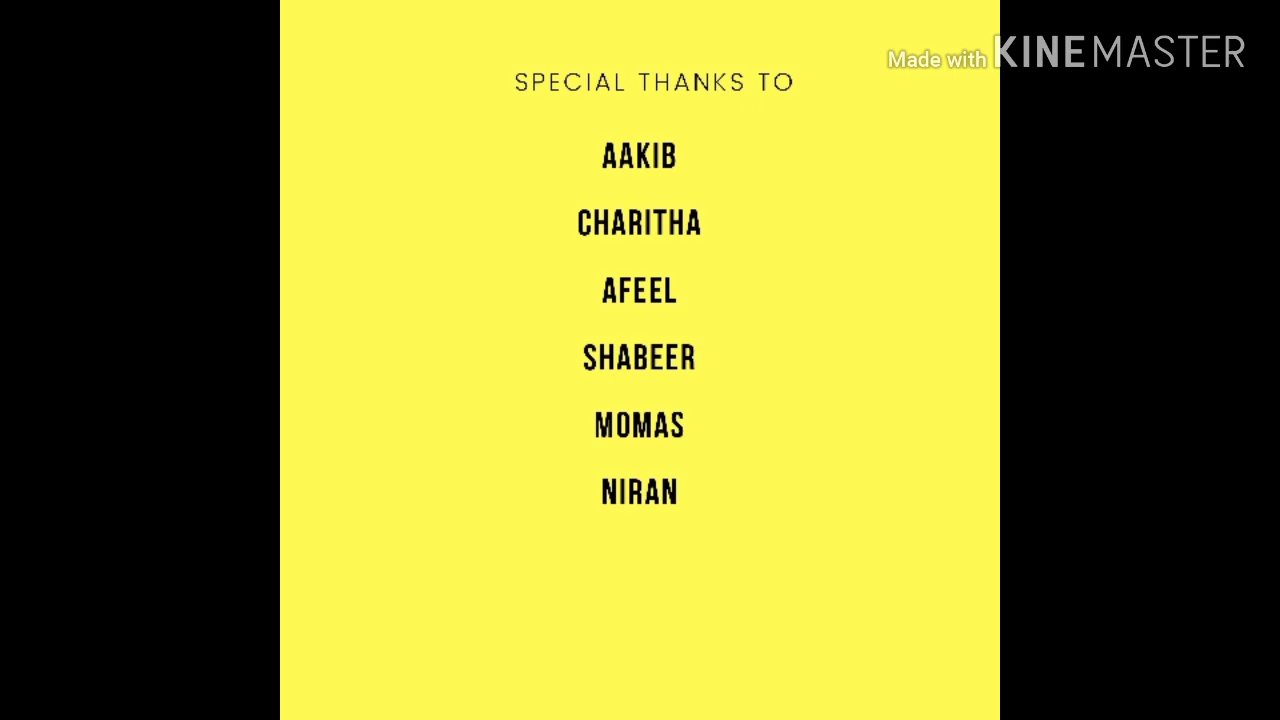 Made with KINEMASTER
SPECIAL THANKS TO
AAKIB
CHARITHA
AFEEL
SHABEER
MOMAS
NIRAN